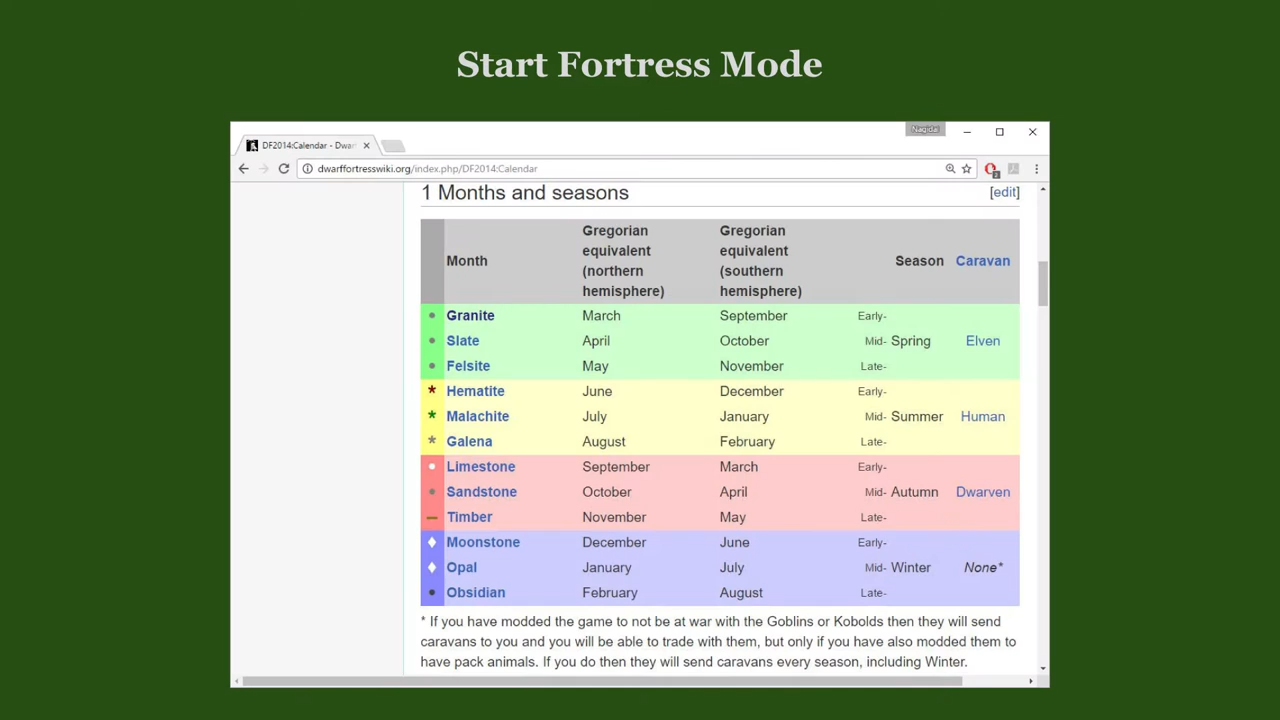 Start Fortress Mode
Nagidal
DF2014:Calendar - Dwar
dwarffortresswiki.org/index.php/DF2014:Calendar
2
1 Months and seasons [edit]
Month
Gregorian equivalent (northern hemisphere)
Gregorian equivalent (southern hemisphere)
Season
Caravan
Granite March September Early-
Slate April October Mid- Spring Elven
Felsite May November Late-
Hematite June December Early-
Malachite July January Mid- Summer Human
Galena August February Late-
Limestone September March Early-
Sandstone October April Mid- Autumn Dwarven
Timber November May Late-
Moonstone December June Early-
Opal January July Mid- Winter None*
Obsidian February August Late-
* If you have modded the game to not be at war with the Goblins or Kobolds then they will send
caravans to you and you will be able to trade with them, but only if you have also modded them to
have pack animals. If you do then they will send caravans every season, including Winter.